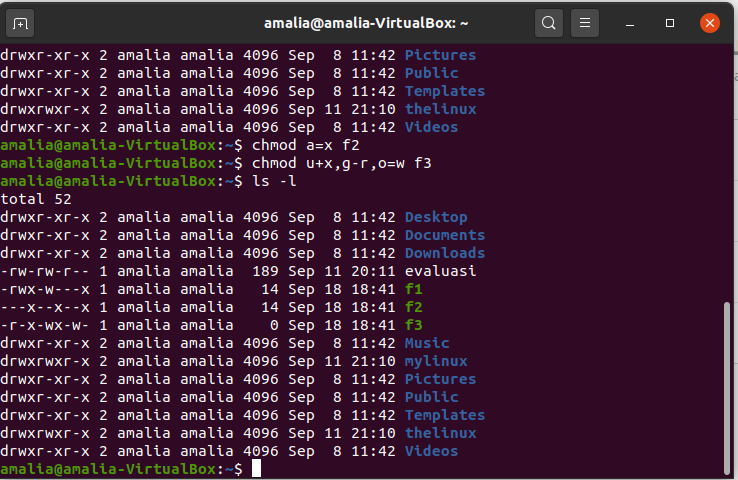 amalia@amalia-VirtualBox: ~
drwxr-xr-x 2 amalia amalia 4096 Sep  8 11:42 Pictures
drwxr-xr-x 2 amalia amalia 4096 Sep  8 11:42 Public
drwxr-xr-x 2 amalia amalia 4096 Sep  8 11:42 Templates
drwxrwxr-x 2 amalia amalia 4096 Sep 11 21:10 thelinux
drwxr-xr-x 2 amalia amalia 4096 Sep  8 11:42 Videos
amalia@amalia-VirtualBox:~$ chmod a=x f2
amalia@amalia-VirtualBox:~$ chmod u+x,g-r,o=w f3
amalia@amalia-VirtualBox:~$ ls -l
total 52
drwxr-xr-x 2 amalia amalia 4096 Sep  8 11:42 Desktop
drwxr-xr-x 2 amalia amalia 4096 Sep  8 11:42 Documents
drwxr-xr-x 2 amalia amalia 4096 Sep  8 11:42 Downloads
-rw-rw-r-- 1 amalia amalia  189 Sep 11 20:11 evaluasi
-rwx-w---x 1 amalia amalia   14 Sep 18 18:41 f1
---x--x--x 1 amalia amalia   14 Sep 18 18:41 f2
-r-x-wx-w- 1 amalia amalia    0 Sep 18 18:41 f3
drwxr-xr-x 2 amalia amalia 4096 Sep  8 11:42 Music
drwxrwxr-x 2 amalia amalia 4096 Sep 11 21:10 mylinux
drwxr-xr-x 2 amalia amalia 4096 Sep  8 11:42 Pictures
drwxr-xr-x 2 amalia amalia 4096 Sep  8 11:42 Public
drwxr-xr-x 2 amalia amalia 4096 Sep  8 11:42 Templates
drwxrwxr-x 2 amalia amalia 4096 Sep 11 21:10 thelinux
drwxr-xr-x 2 amalia amalia 4096 Sep  8 11:42 Videos
amalia@amalia-VirtualBox:~$